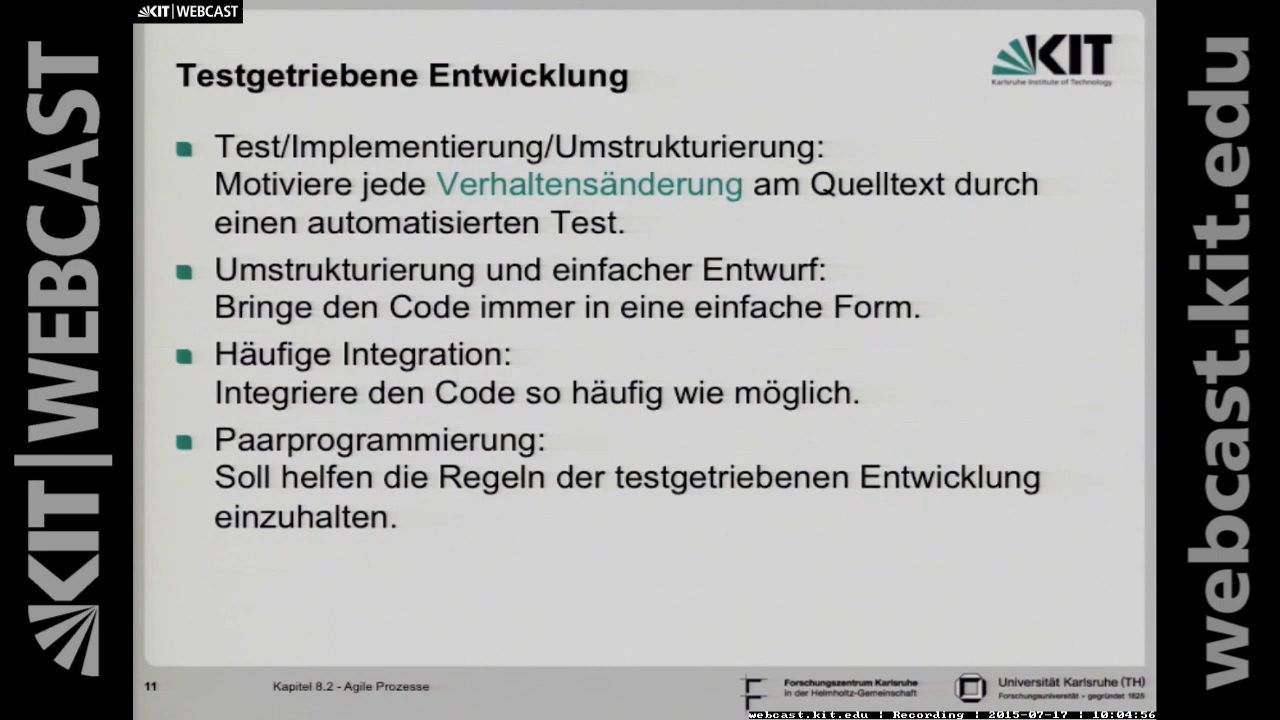 KIT|WEBCAST
KIT|WEBCAST
KIT
Karlsruhe Institute of Technology
Testgetriebene Entwicklung
Test/Implementierung/Umstrukturierung:
Motiviere jede Verhaltensänderung am Quelltext durch
einen automatisierten Test.
Umstrukturierung und einfacher Entwurf:
Bringe den Code immer in eine einfache Form.
Häufige Integration:
Integriere den Code so häufig wie möglich.
Paarprogrammierung:
Soll helfen die Regeln der testgetriebenen Entwicklung
einzuhalten.
webcast.kit.edu
11
Kapitel 8.2 - Agile Prozesse
Forschungszentrum Karlsruhe
in der Helmholtz-Gemeinschaft
Universität Karlsruhe (TH)
Forschungsuniversität - gegründet 1825
webcast.kit.edu | Recording | 2015-07-17 | 10:04:56